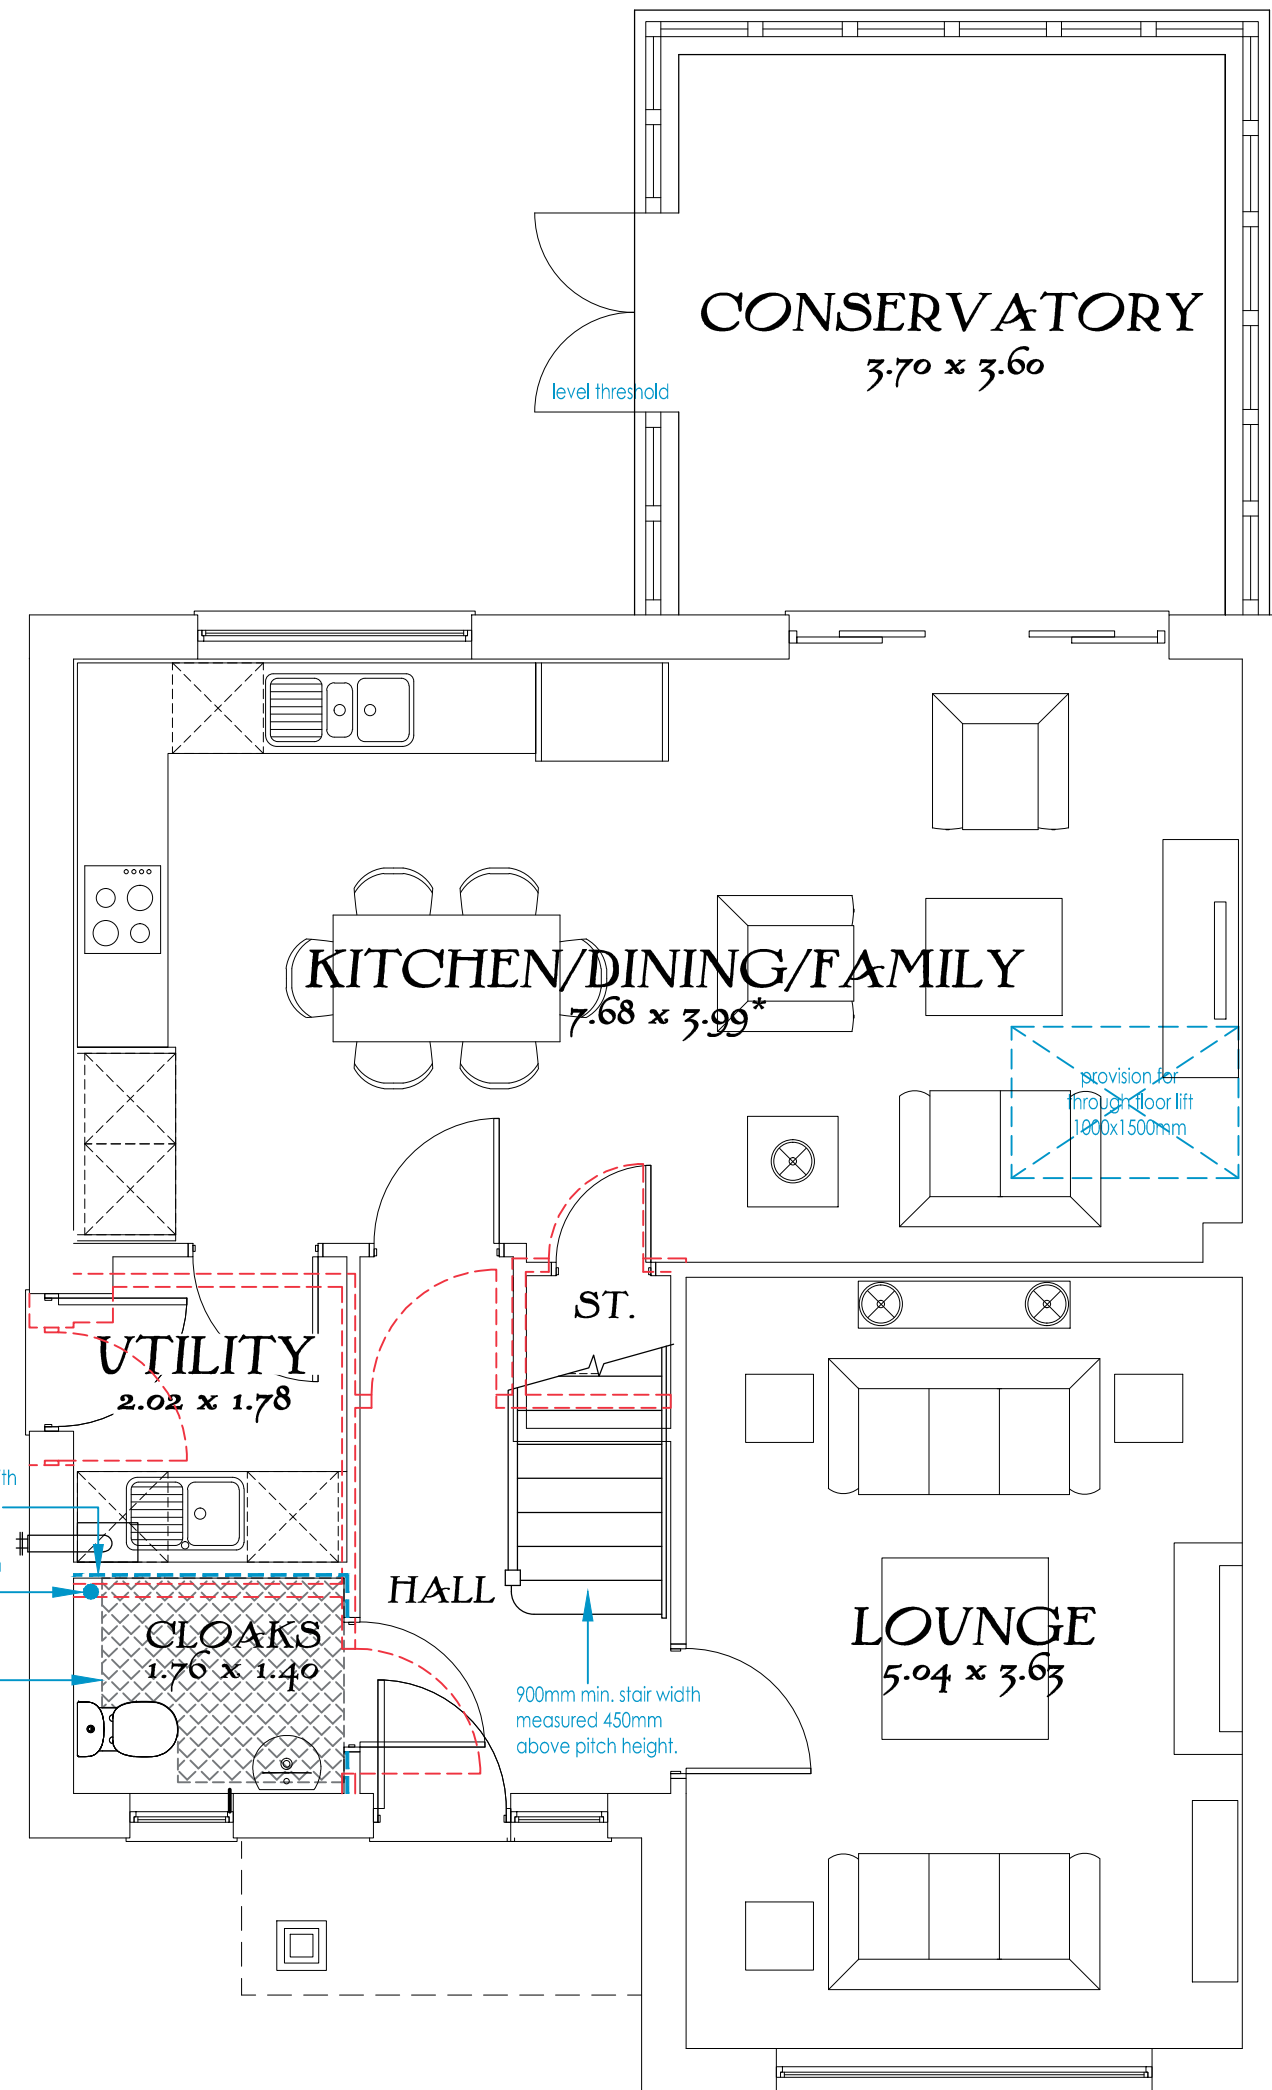 CONSERVATORY
3.70 x 3.60
level threshold
KITCHEN/DINING/FAMILY
7.68 x 3.99*
provision for
through floor lift
1000x1500mm
ST.
UTILITY
2.02 x 1.78
HALL
CLOAKS
1.76 x 1.40
LOUNGE
5.04 x 3.63
900mm min. stair width
measured 450mm
above pitch height.